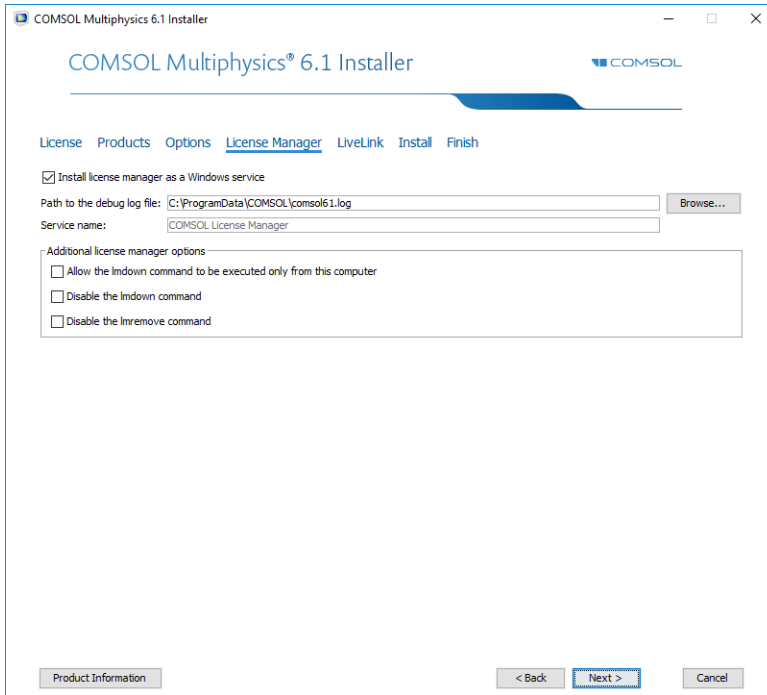 COMSOL Multiphysics 6.1 Installer
COMSOL Multiphysics® 6.1 Installer
COMSOL
License Products Options License Manager LiveLink Install Finish
Install license manager as a Windows service
Path to the debug log file: C:\ProgramData\COMSOL\comsol61.log Browse...
Service name: COMSOL License Manager
Additional license manager options
Allow the lmdown command to be executed only from this computer
Disable the lmdown command
Disable the lmremove command
Product Information < Back Next > Cancel